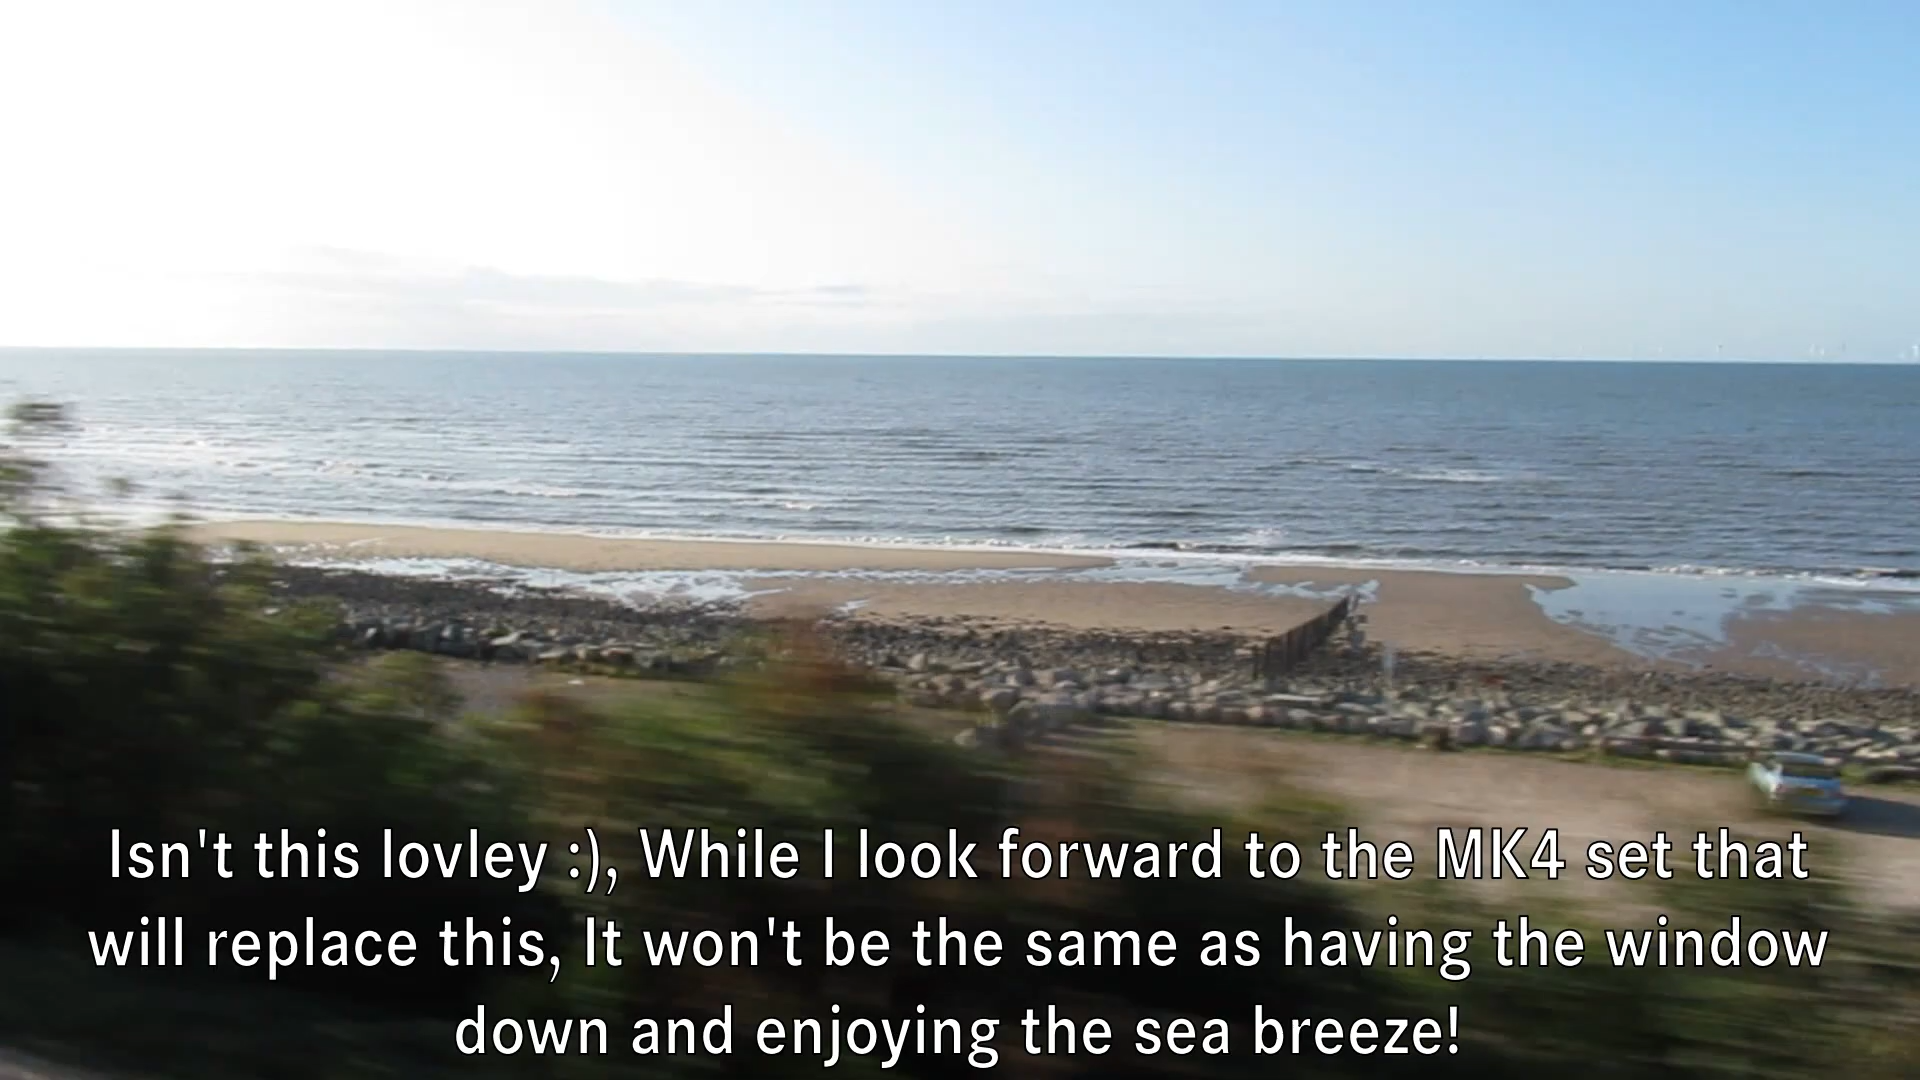 Isn't this lovley :), While I look forward to the MK4 set that
will replace this, It won't be the same as having the window
down and enjoying the sea breeze!